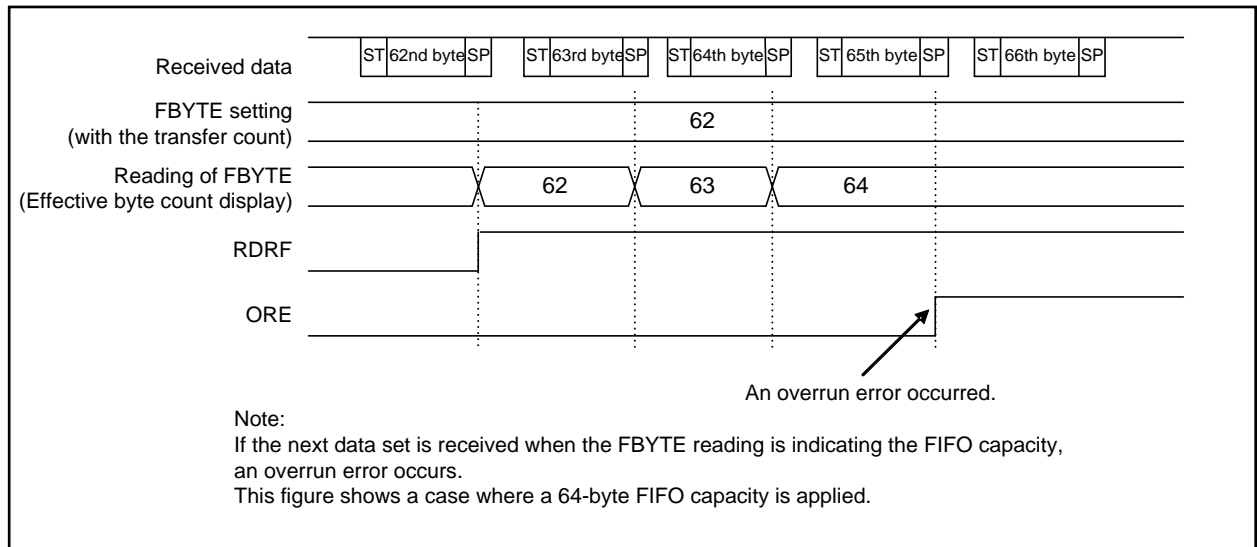 Received data
ST 62nd byte SP ST 63rd byte SP ST 64th byte SP ST 65th byte SP ST 66th byte SP
FBYTE setting
(with the transfer count)
62
Reading of FBYTE
(Effective byte count display)
62 63 64
RDRF
ORE
An overrun error occurred.
Note:
If the next data set is received when the FBYTE reading is indicating the FIFO capacity,
an overrun error occurs.
This figure shows a case where a 64-byte FIFO capacity is applied.